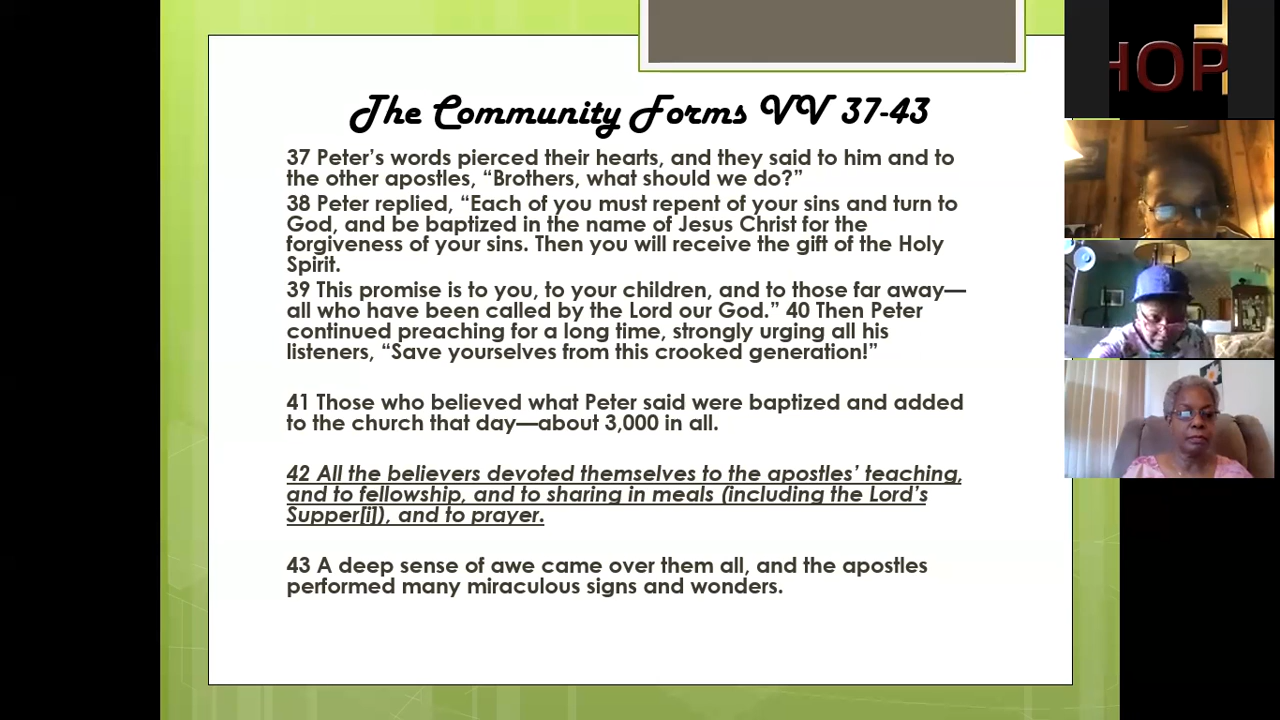 The Community Forms VV 37-43
37 Peter’s words pierced their hearts, and they said to him and to
the other apostles, “Brothers, what should we do?”
38 Peter replied, “Each of you must repent of your sins and turn to
God, and be baptized in the name of Jesus Christ for the
forgiveness of your sins. Then you will receive the gift of the Holy
Spirit.
39 This promise is to you, to your children, and to those far away—
all who have been called by the Lord our God.” 40 Then Peter
continued preaching for a long time, strongly urging all his
listeners, “Save yourselves from this crooked generation!”
41 Those who believed what Peter said were baptized and added
to the church that day—about 3,000 in all.
42 All the believers devoted themselves to the apostles’ teaching,
and to fellowship, and to sharing in meals (including the Lord’s
Supper[i]), and to prayer.
43 A deep sense of awe came over them all, and the apostles
performed many miraculous signs and wonders.
HOP